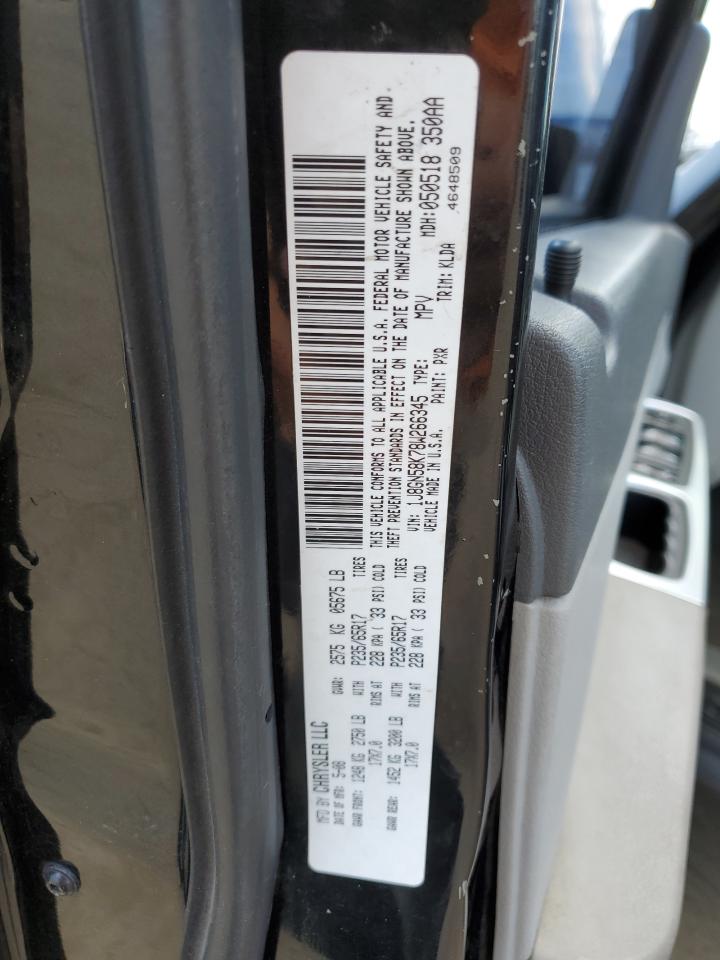 MFD BY CHRYSLER LLC
DATE OF MFR: 5-08 GVWR: 2575 KG 05675 LB
GAWR FRONT: 1248 KG 2750 LB WITH P235/65R17 TIRES
17X7.0 RIMS AT 228 KPA ( 33 PSI) COLD
GAWR REAR: 1452 KG 3200 LB WITH P235/65R17 TIRES
17X7.0 RIMS AT 228 KPA ( 33 PSI) COLD
THIS VEHICLE CONFORMS TO ALL APPLICABLE U.S.A. FEDERAL MOTOR VEHICLE SAFETY AND
THEFT PREVENTION STANDARDS IN EFFECT ON THE DATE OF MANUFACTURE SHOWN ABOVE.
VIN: 1J8GN58K78W266345 TYPE: MPV MDH:050518 350AA
VEHICLE MADE IN U.S.A. PAINT: PXR TRIM: KLDA 4648509